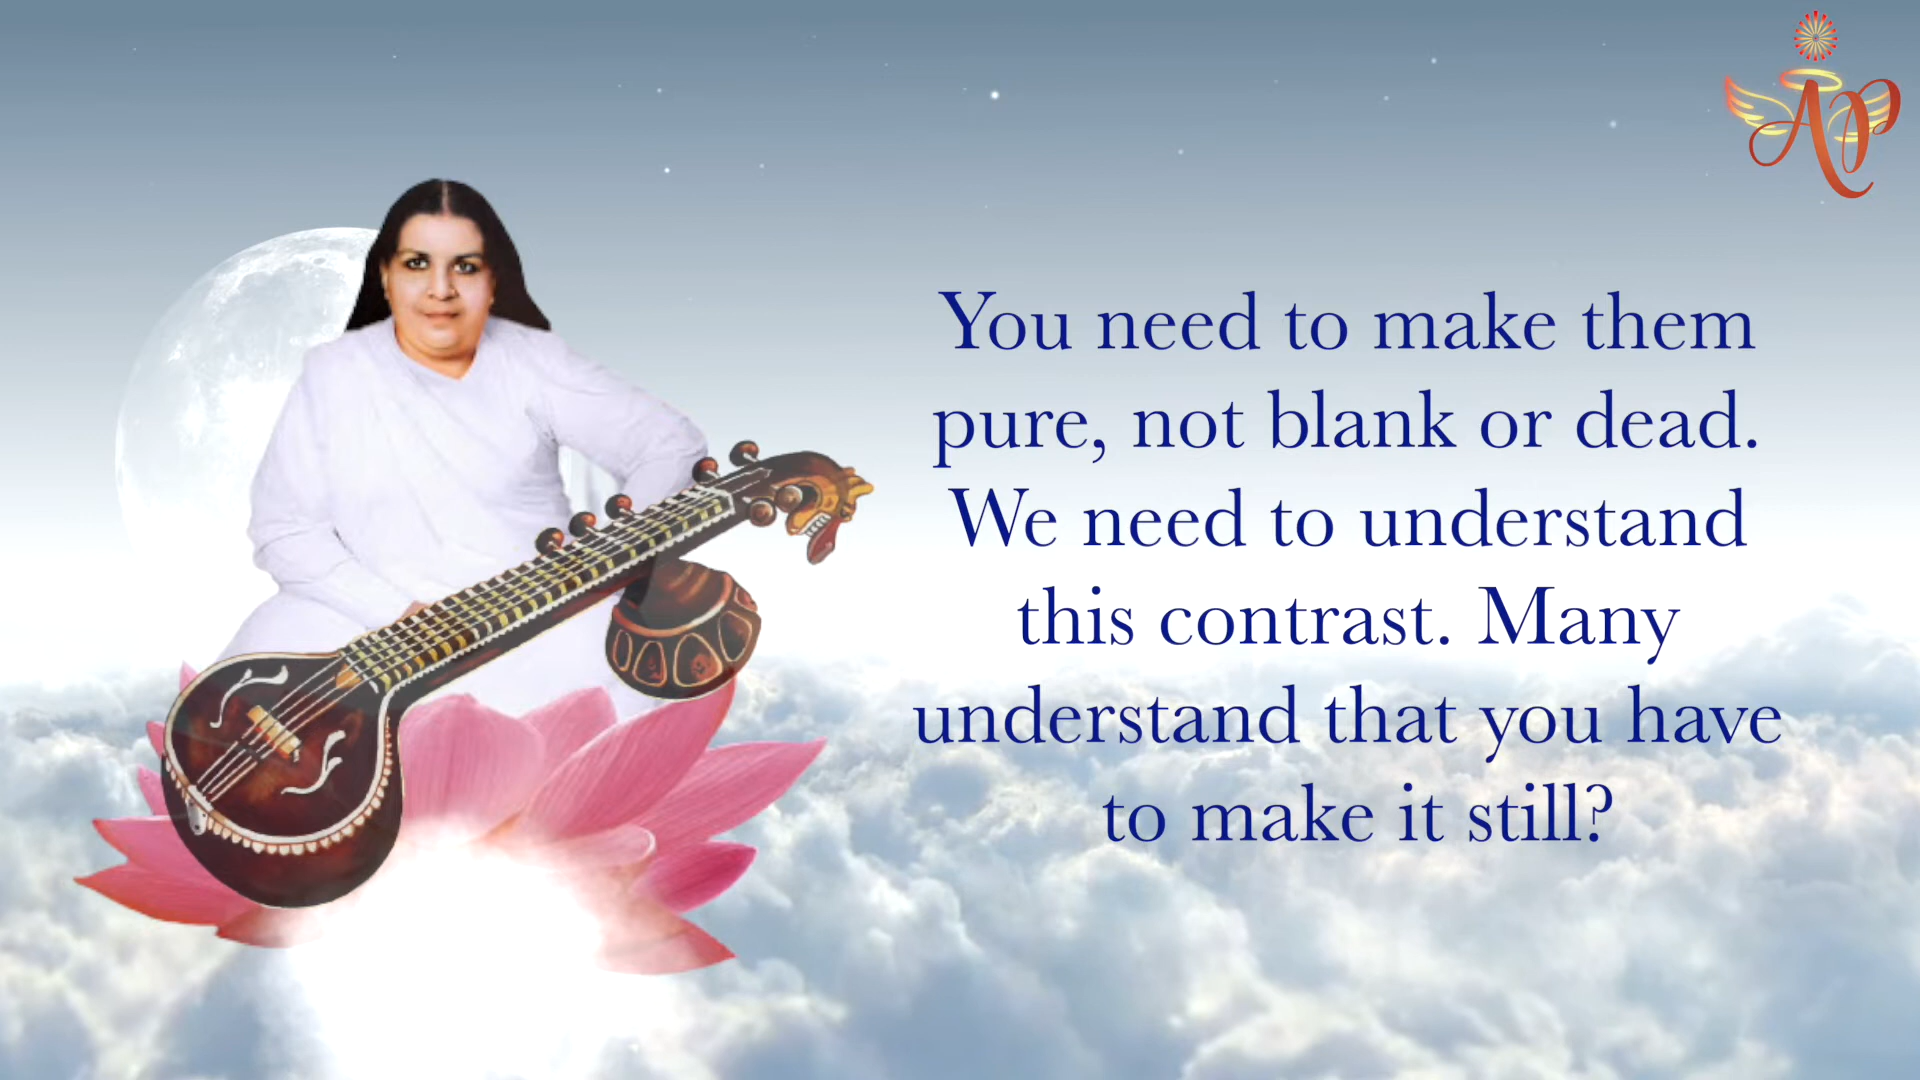 AP
You need to make them
pure, not blank or dead.
We need to understand
this contrast. Many
understand that you have
to make it still?